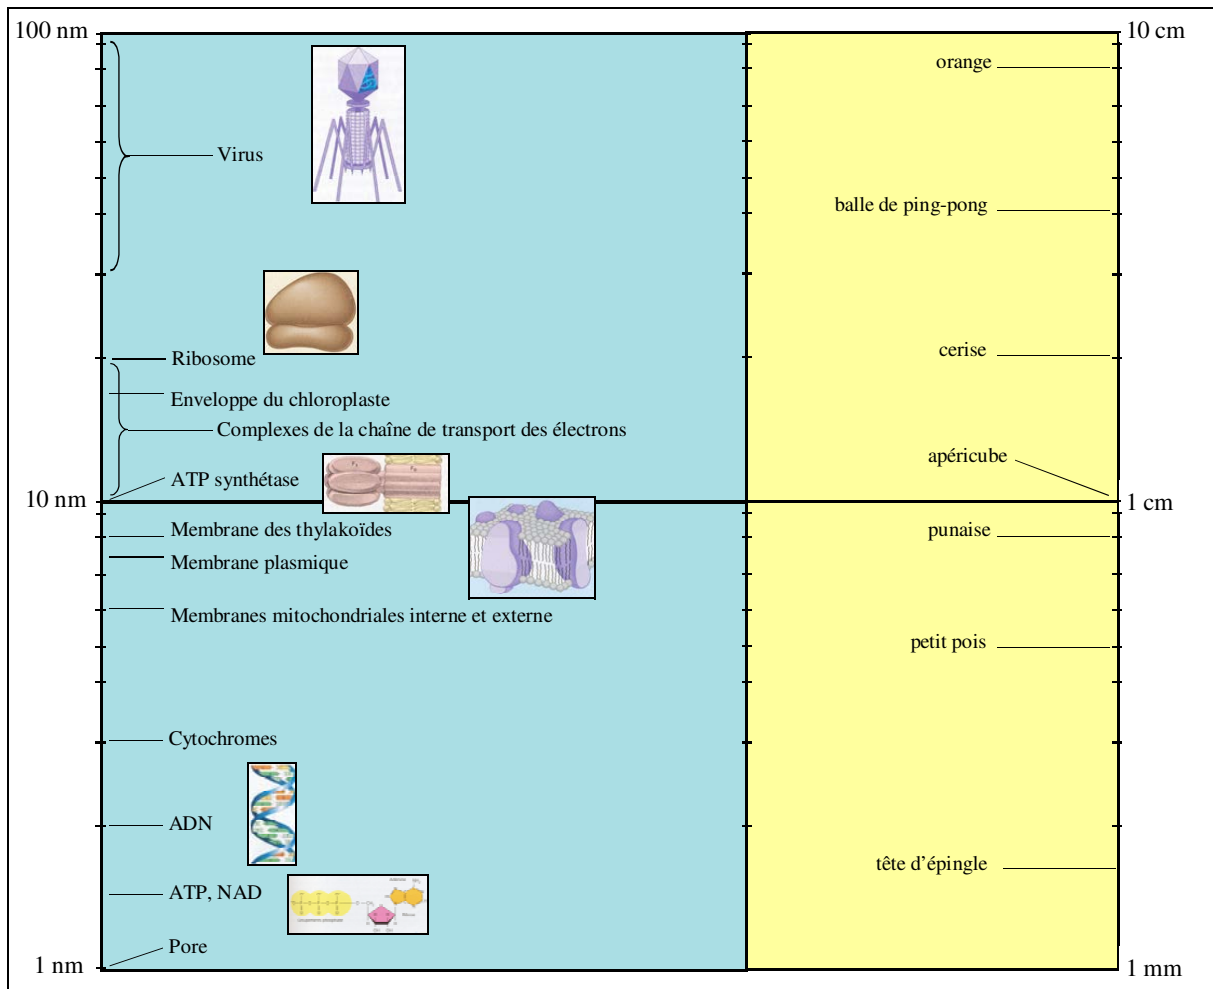 100 nm
10 cm
orange
Virus
balle de ping-pong
Ribosome
cerise
Enveloppe du chloroplaste
Complexes de la chaîne de transport des électrons
apéricube
ATP synthétase
10 nm
1 cm
Membrane des thylakoïdes
punaise
Membrane plasmique
Membranes mitochondriales interne et externe
petit pois
Cytochromes
ADN
tête d’épingle
ATP, NAD
Pore
1 nm
1 mm